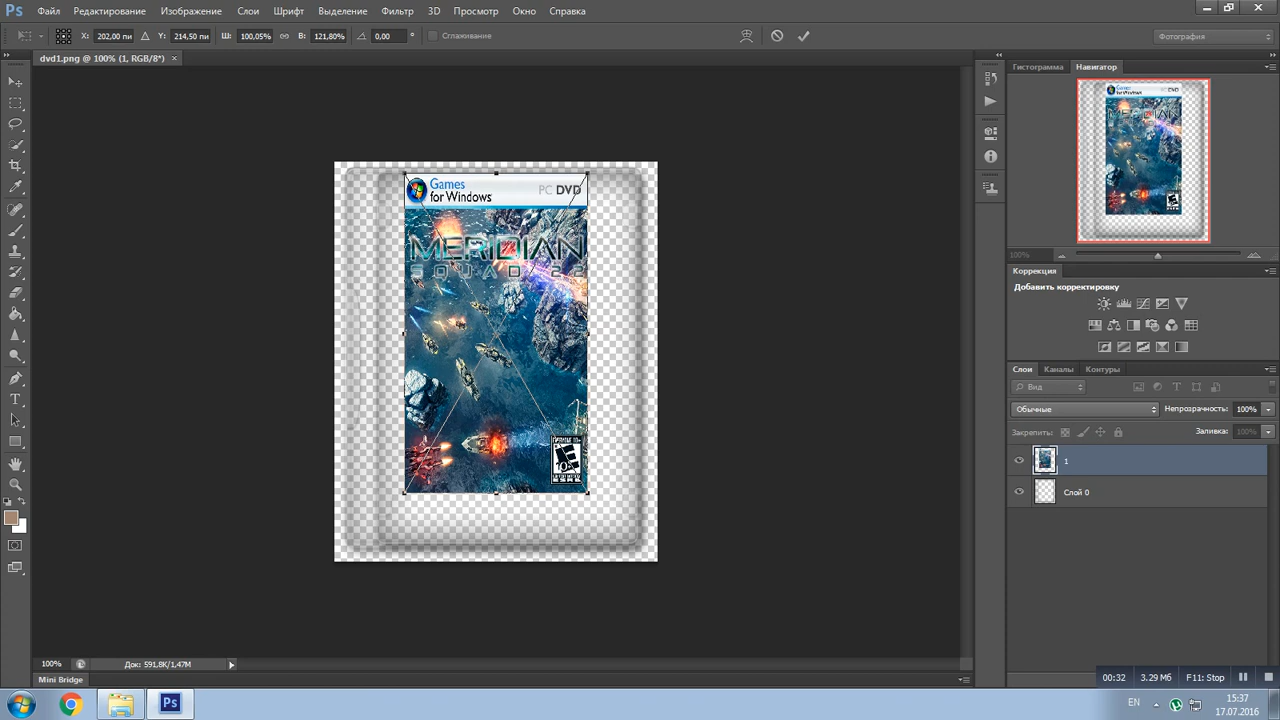 Ps Файл Редактирование Изображение Слои Шрифт Выделение Фильтр 3D Просмотр Окно Справка
X: 202,00 пи Y: 214,50 пи Ш: 100,05% В: 121,80% 0,00 ° Сглаживание Фотография
dvd1.png @ 100% (1, RGB/8*) ×
Гистограмма Навигатор
Games
for Windows
PC DVD
MERIDIAN
SQUAD 22
100%
Коррекция
Добавить корректировку
Слои Каналы Контуры
Вид
Обычные Непрозрачность: 100%
Закрепить: Заливка: 100%
1
Слой 0
100% Док: 591,8K/1,47M
Mini Bridge
00:32 3.29 Мб F11: Stop
Ps
EN 15:37
17.07.2016